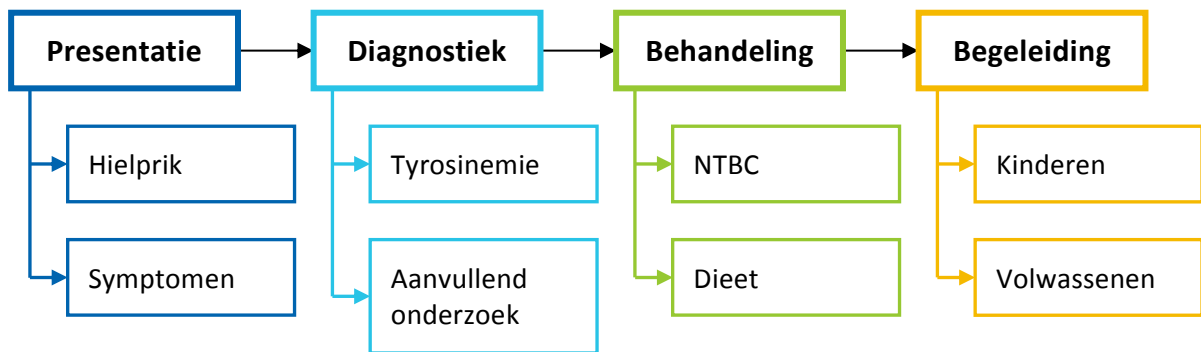 Presentatie
Diagnostiek
Behandeling
Begeleiding
Hielprik
Tyrosinemie
NTBC
Kinderen
Symptomen
Aanvullend
onderzoek
Dieet
Volwassenen